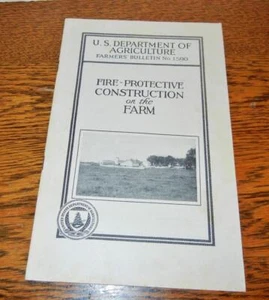 U. S. DEPARTMENT OF
AGRICULTURE
FARMERS' BULLETIN No. 1590
FIRE-PROTECTIVE
CONSTRUCTION
on the
FARM